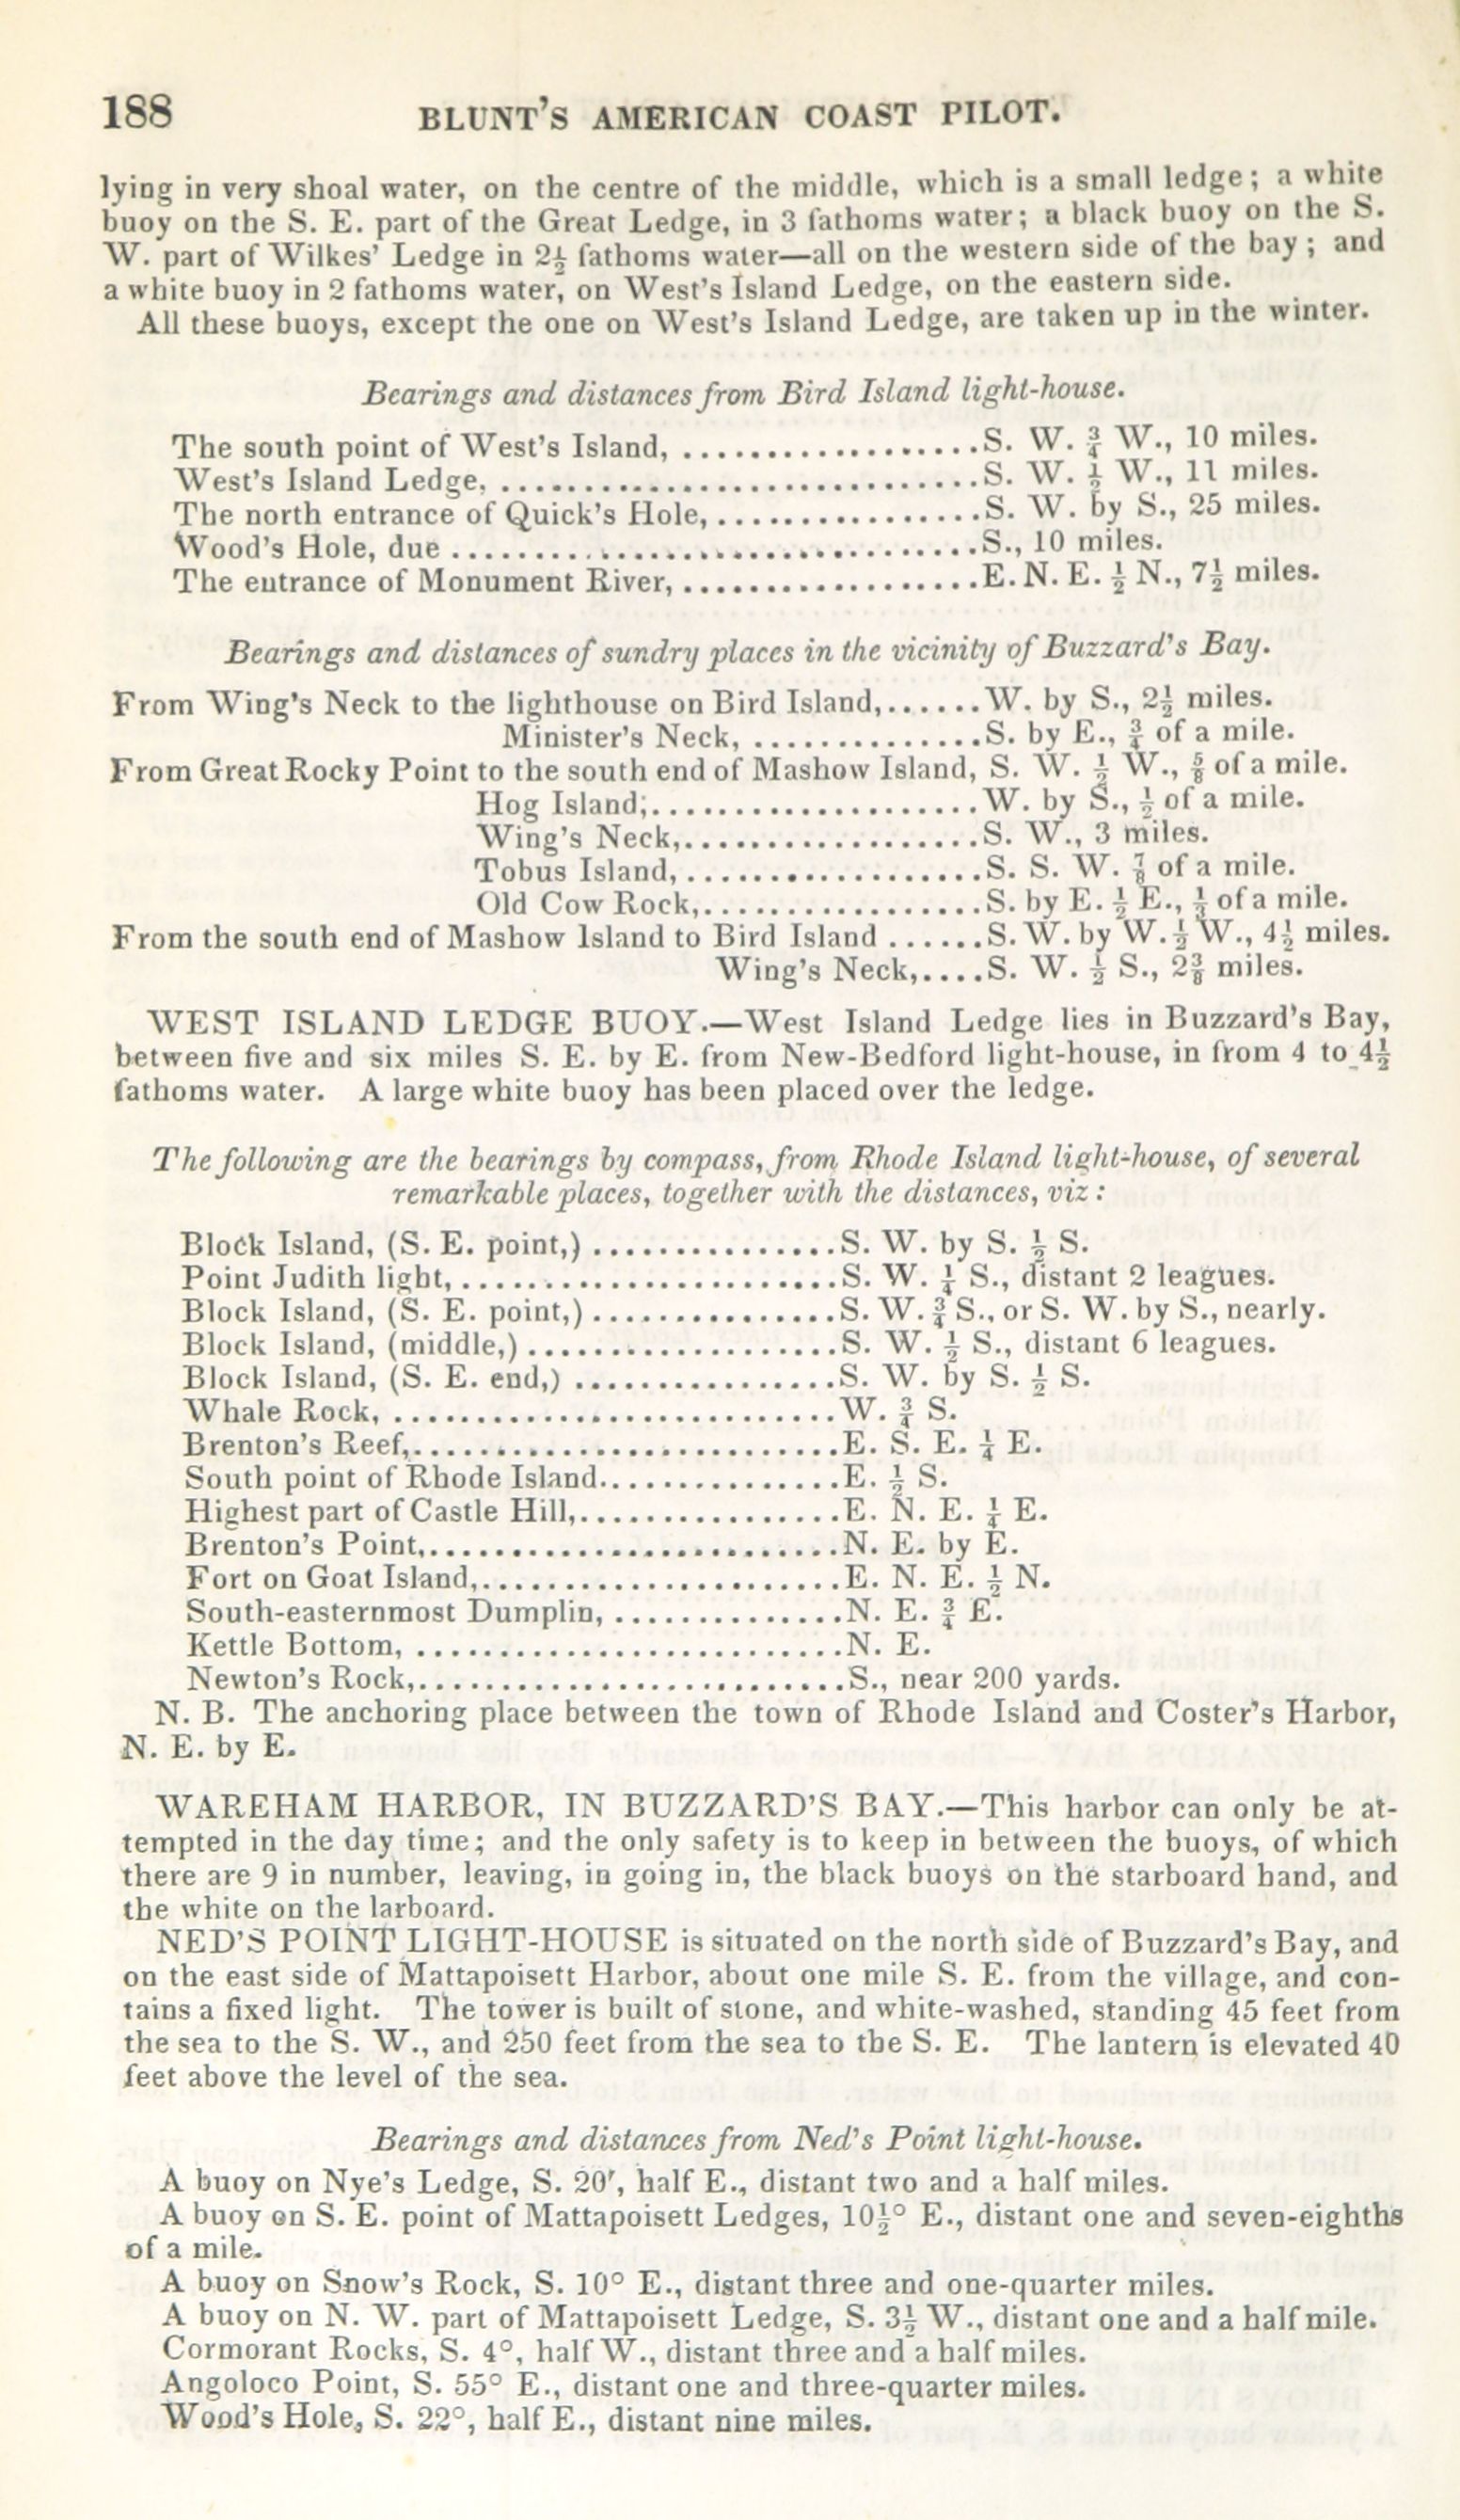 188 BLUNT'S AMERICAN COAST PILOT.
lying in very shoal water, on the centre of the middle, which is a small ledge; a white
buoy on the S. E. part of the Great Ledge, in 3 fathoms water; a black buoy on the S.
W. part of Wilkes' Ledge in 2½ fathoms water—all on the western side of the bay; and
a white buoy in 2 fathoms water, on West's Island Ledge, on the eastern side.
All these buoys, except the one on West's Island Ledge, are taken up in the winter.
Bearings and distances from Bird Island light-house.
The south point of West's Island, ..................S. W. ¾ W., 10 miles.
West's Island Ledge, .............................S. W. ½ W., 11 miles.
The north entrance of Quick's Hole,................S. W. by S., 25 miles.
Wood's Hole, due ................................S., 10 miles.
The entrance of Monument River, ..................E. N. E. ½ N., 7½ miles.
Bearings and distances of sundry places in the vicinity of Buzzard's Bay.
From Wing's Neck to the lighthouse on Bird Island,......W. by S., 2½ miles.
Minister's Neck, ..............S. by E., ¾ of a mile.
From Great Rocky Point to the south end of Mashow Island, S. W. ½ W., ⅝ of a mile.
Hog Island;....................W. by S., ½ of a mile.
Wing's Neck,..................S. W., 3 miles.
Tobus Island,..................S. S. W. ⅞ of a mile.
Old Cow Rock,.................S. by E. ½ E., ⅓ of a mile.
From the south end of Mashow Island to Bird Island ......S. W. by W. ½ W., 4½ miles.
Wing's Neck,....S. W. ½ S., 2⅜ miles.
WEST ISLAND LEDGE BUOY.—West Island Ledge lies in Buzzard's Bay,
between five and six miles S. E. by E. from New-Bedford light-house, in from 4 to 4½
fathoms water. A large white buoy has been placed over the ledge.
The following are the bearings by compass, from Rhode Island light-house, of several
remarkable places, together with the distances, viz:
Block Island, (S. E. point,) ...............S. W. by S. ½ S.
Point Judith light,.......................S. W. ¼ S., distant 2 leagues.
Block Island, (S. E. point,) ...............S. W. ¾ S., or S. W. by S., nearly.
Block Island, (middle,) ...................S. W. ½ S., distant 6 leagues.
Block Island, (S. E. end,) ................S. W. by S. ½ S.
Whale Rock, ...........................W. ¾ S.
Brenton's Reef,..........................E. S. E. ¼ E.
South point of Rhode Island...............E. ½ S.
Highest part of Castle Hill,................E. N. E. ¼ E.
Brenton's Point,.........................N. E. by E.
Fort on Goat Island,......................E. N. E. ½ N.
South-easternmost Dumplin, ..............N. E. ¾ E.
Kettle Bottom, ..........................N. E.
Newton's Rock,..........................S., near 200 yards.
N. B. The anchoring place between the town of Rhode Island and Coster's Harbor,
N. E. by E.
WAREHAM HARBOR, IN BUZZARD'S BAY.—This harbor can only be at-
tempted in the day time; and the only safety is to keep in between the buoys, of which
there are 9 in number, leaving, in going in, the black buoys on the starboard hand, and
the white on the larboard.
NED'S POINT LIGHT-HOUSE is situated on the north side of Buzzard's Bay, and
on the east side of Mattapoisett Harbor, about one mile S. E. from the village, and con-
tains a fixed light. The tower is built of stone, and white-washed, standing 45 feet from
the sea to the S. W., and 250 feet from the sea to the S. E. The lantern is elevated 40
feet above the level of the sea.
Bearings and distances from Ned's Point light-house.
A buoy on Nye's Ledge, S. 20', half E., distant two and a half miles.
A buoy on S. E. point of Mattapoisett Ledges, 10½° E., distant one and seven-eighths
of a mile.
A buoy on Snow's Rock, S. 10° E., distant three and one-quarter miles.
A buoy on N. W. part of Mattapoisett Ledge, S. 3½ W., distant one and a half mile.
Cormorant Rocks, S. 4°, half W., distant three and a half miles.
Angoloco Point, S. 55° E., distant one and three-quarter miles.
Wood's Hole, S. 22°, half E., distant nine miles.